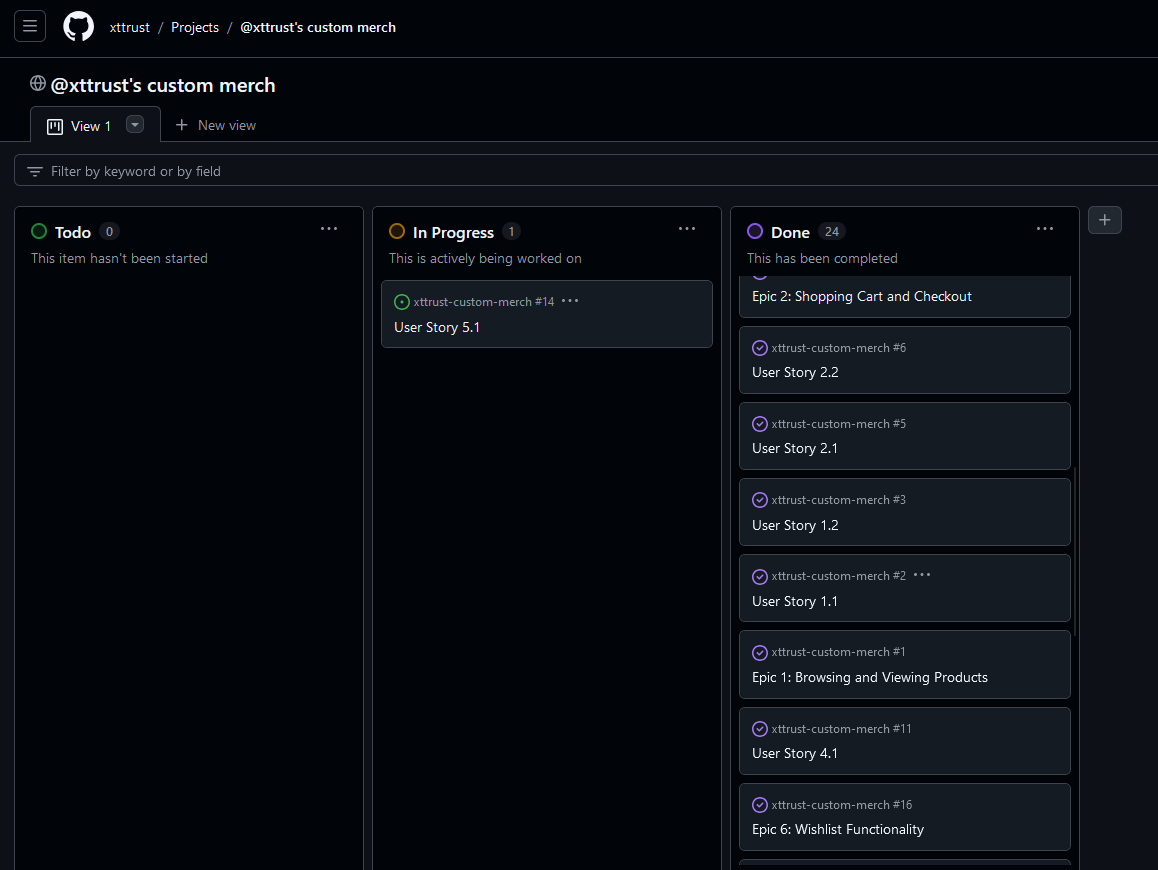 xttrust / Projects / @xttrust's custom merch
@xttrust's custom merch
View 1
New view
Filter by keyword or by field
Todo 0
This item hasn't been started
In Progress 1
This is actively being worked on
xttrust-custom-merch #14
User Story 5.1
Done 24
This has been completed
Epic 2: Shopping Cart and Checkout
xttrust-custom-merch #6
User Story 2.2
xttrust-custom-merch #5
User Story 2.1
xttrust-custom-merch #3
User Story 1.2
xttrust-custom-merch #2
User Story 1.1
xttrust-custom-merch #1
Epic 1: Browsing and Viewing Products
xttrust-custom-merch #11
User Story 4.1
xttrust-custom-merch #16
Epic 6: Wishlist Functionality